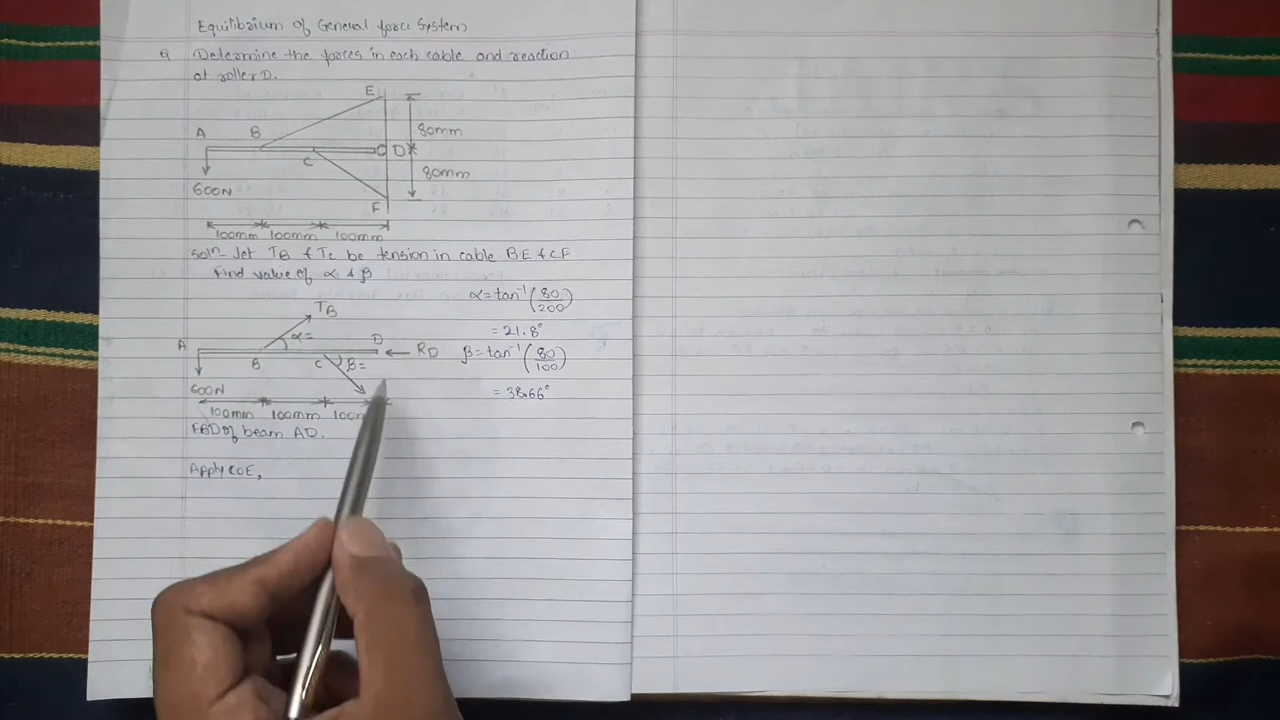 Equilibrium of General force System
Q Determine the forces in each cable and reaction
at roller D.
E
80mm
A B D
C
80mm
600N
F
100mm 100mm 100mm
Soln- Let TB & TC be tension in cable BE & CF
Find value of α & β
α = tan⁻¹(80/200)
TB
= 21.8°
α=
A B C D RD
β = tan⁻¹(80/100)
β=
600N
= 38.66°
100mm 100mm
FBD of beam AD.
Apply COE,